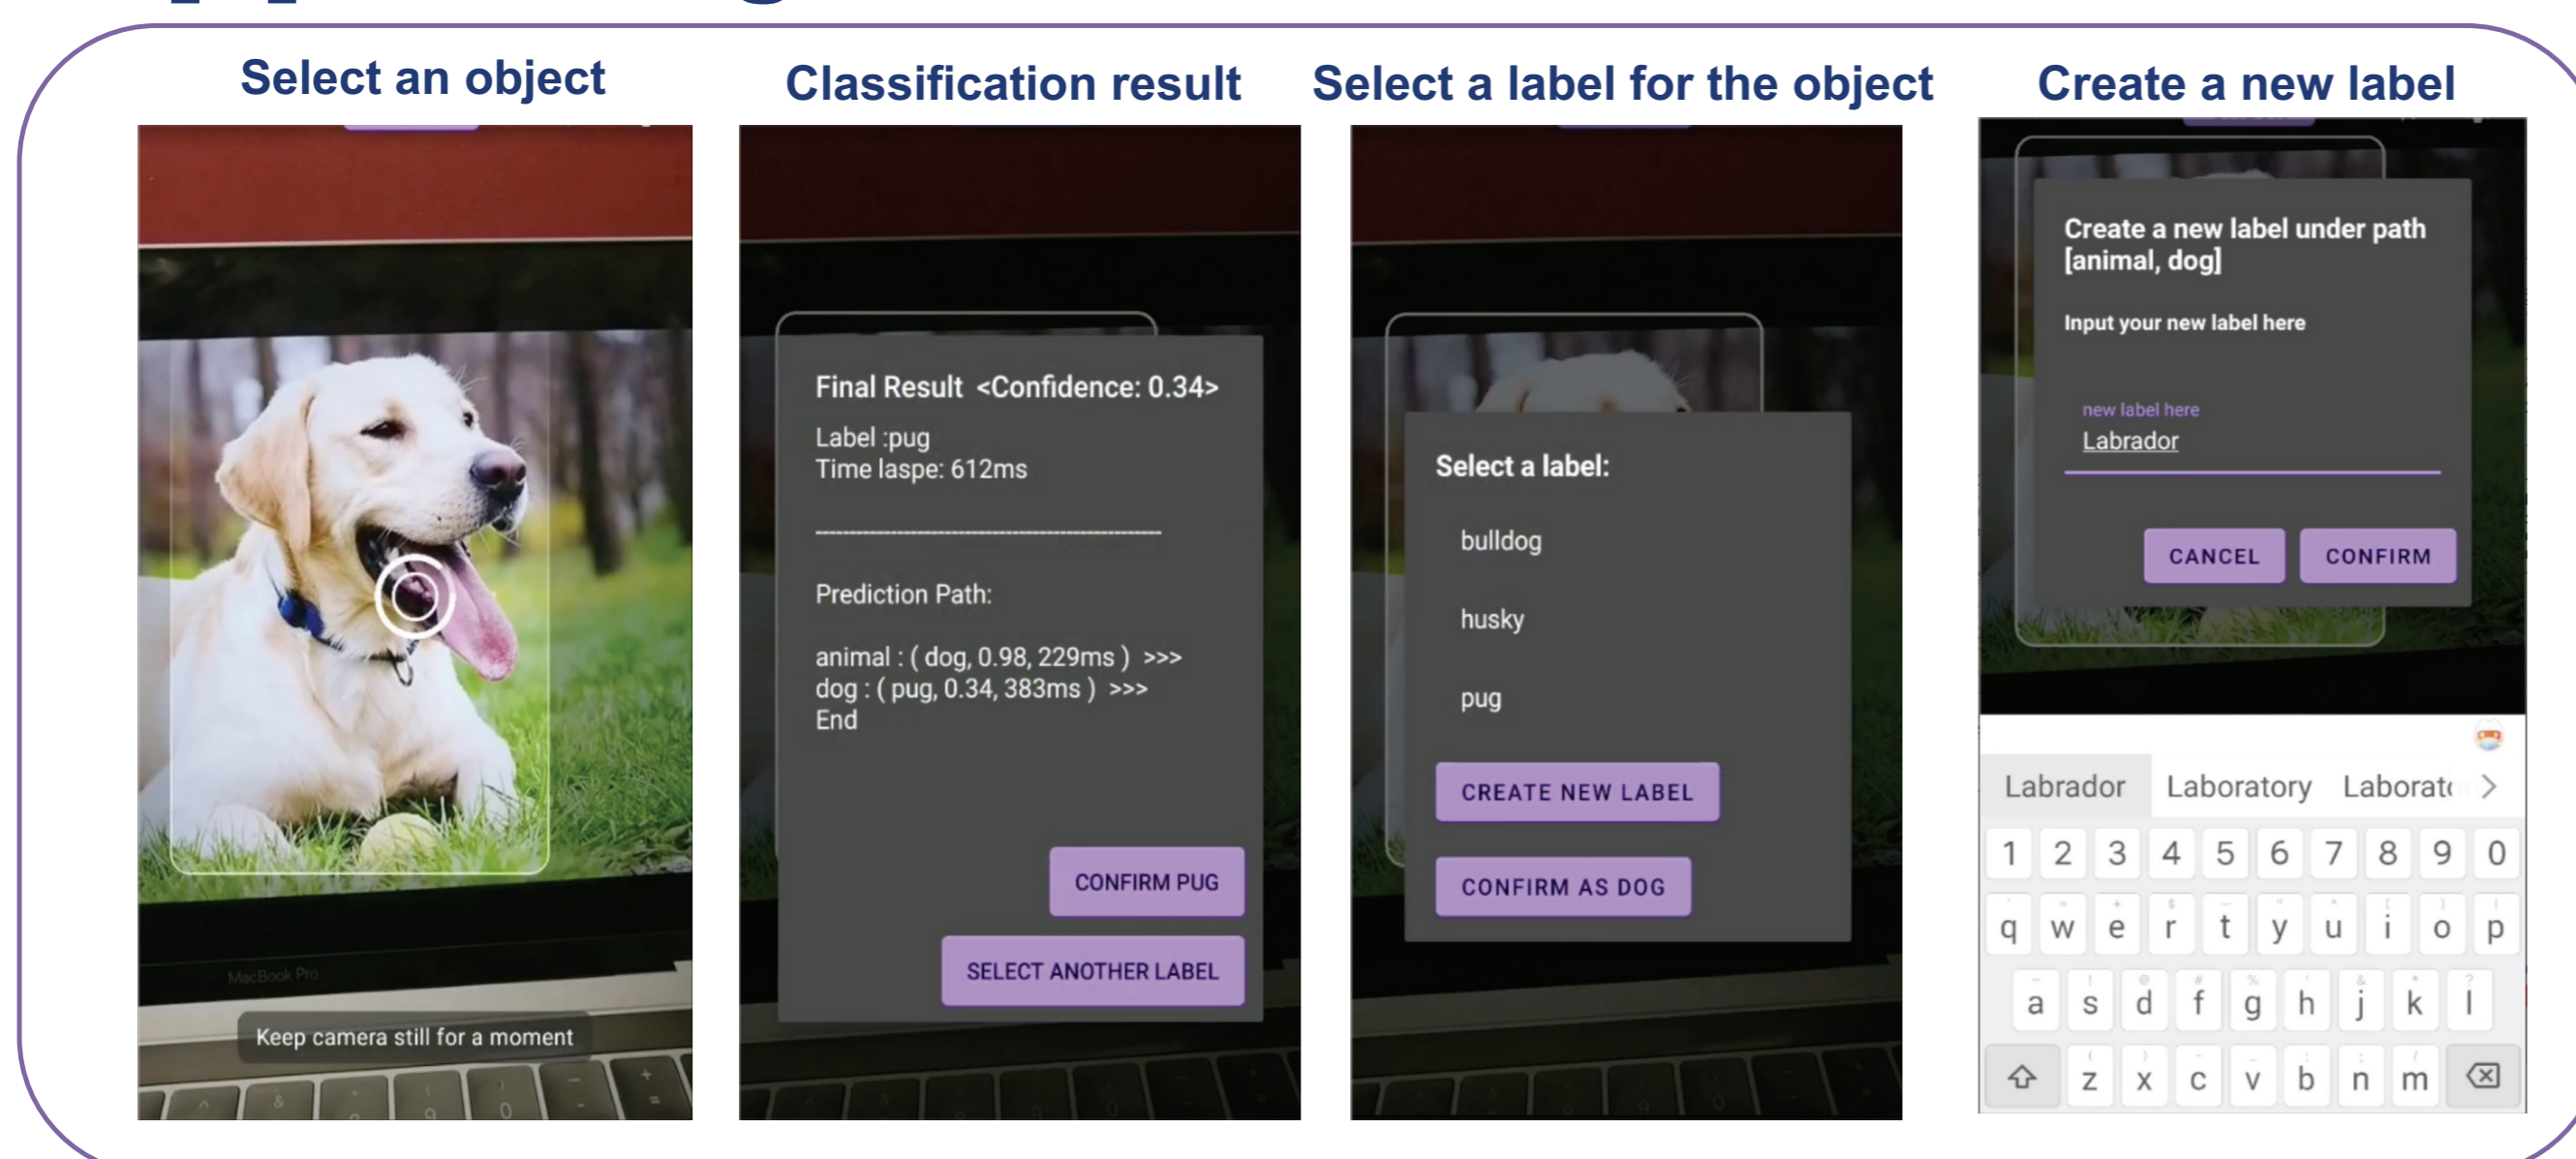 Select an object
Classification result
Select a label for the object
Create a new label
MacBook Pro
Keep camera still for a moment
Final Result <Confidence: 0.34>
Label :pug
Time laspe: 612ms
Prediction Path:
animal : ( dog, 0.98, 229ms ) >>>
dog : ( pug, 0.34, 383ms ) >>>
End
CONFIRM PUG
SELECT ANOTHER LABEL
Select a label:
bulldog
husky
pug
CREATE NEW LABEL
CONFIRM AS DOG
Create a new label under path
[animal, dog]
Input your new label here
new label here
Labrador
CANCEL CONFIRM
Labrador Laboratory
1 2 3 4 5 6 7 8 9 0
q w e r t y u i o p
a s d f g h j k l
z x c v b n m